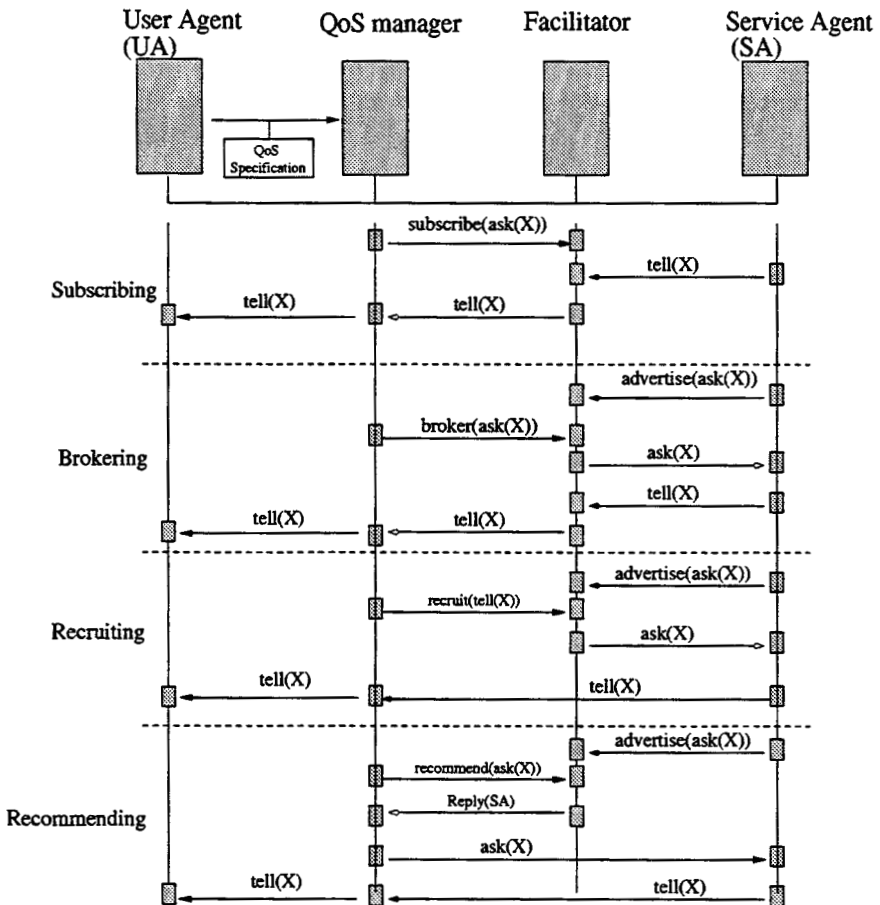 User Agent
(UA)
QoS manager
Facilitator
Service Agent
(SA)
QoS
Specification
subscribe(ask(X))
tell(X)
Subscribing
tell(X)
tell(X)
advertise(ask(X))
broker(ask(X))
Brokering
ask(X)
tell(X)
tell(X)
tell(X)
advertise(ask(X))
recruit(tell(X))
Recruiting
ask(X)
tell(X)
tell(X)
advertise(ask(X))
recommend(ask(X))
Reply(SA)
Recommending
ask(X)
tell(X)
tell(X)